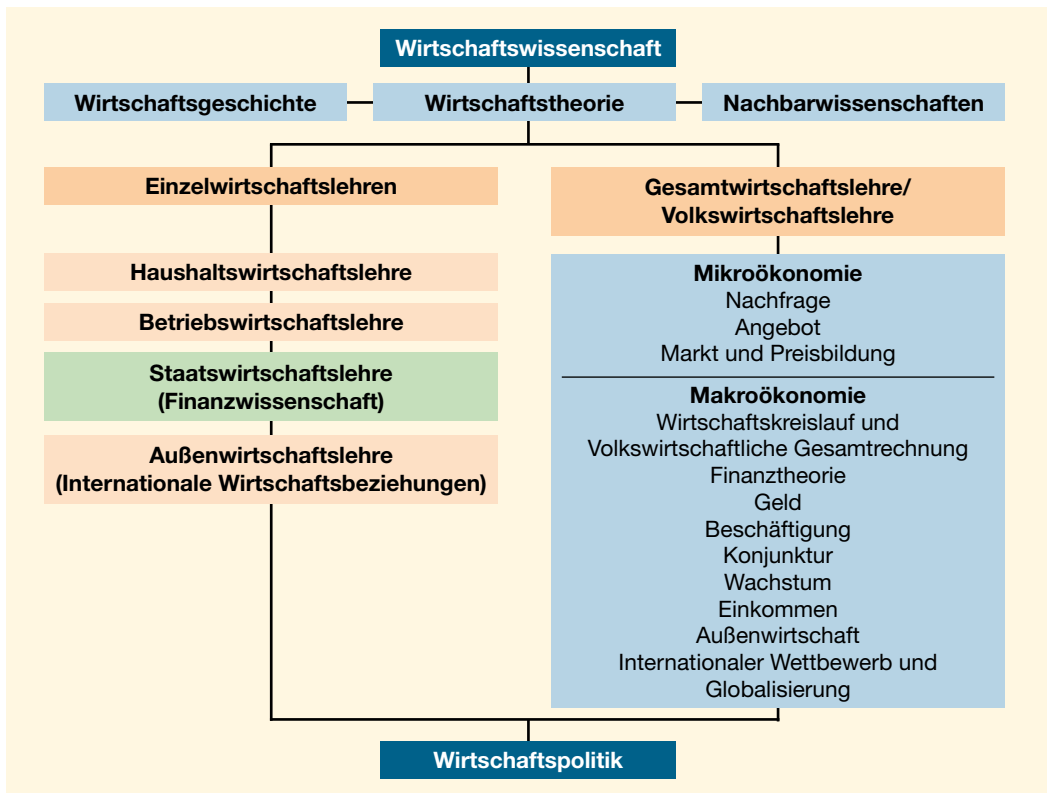 Wirtschaftswissenschaft
Wirtschaftsgeschichte
Wirtschaftstheorie
Nachbarwissenschaften
Einzelwirtschaftslehren
Haushaltswirtschaftslehre
Betriebswirtschaftslehre
Staatswirtschaftslehre
(Finanzwissenschaft)
Außenwirtschaftslehre
(Internationale Wirtschaftsbeziehungen)
Gesamtwirtschaftslehre/
Volkswirtschaftslehre
Mikroökonomie
Nachfrage
Angebot
Markt und Preisbildung
Makroökonomie
Wirtschaftskreislauf und
Volkswirtschaftliche Gesamtrechnung
Finanztheorie
Geld
Beschäftigung
Konjunktur
Wachstum
Einkommen
Außenwirtschaft
Internationaler Wettbewerb und
Globalisierung
Wirtschaftspolitik